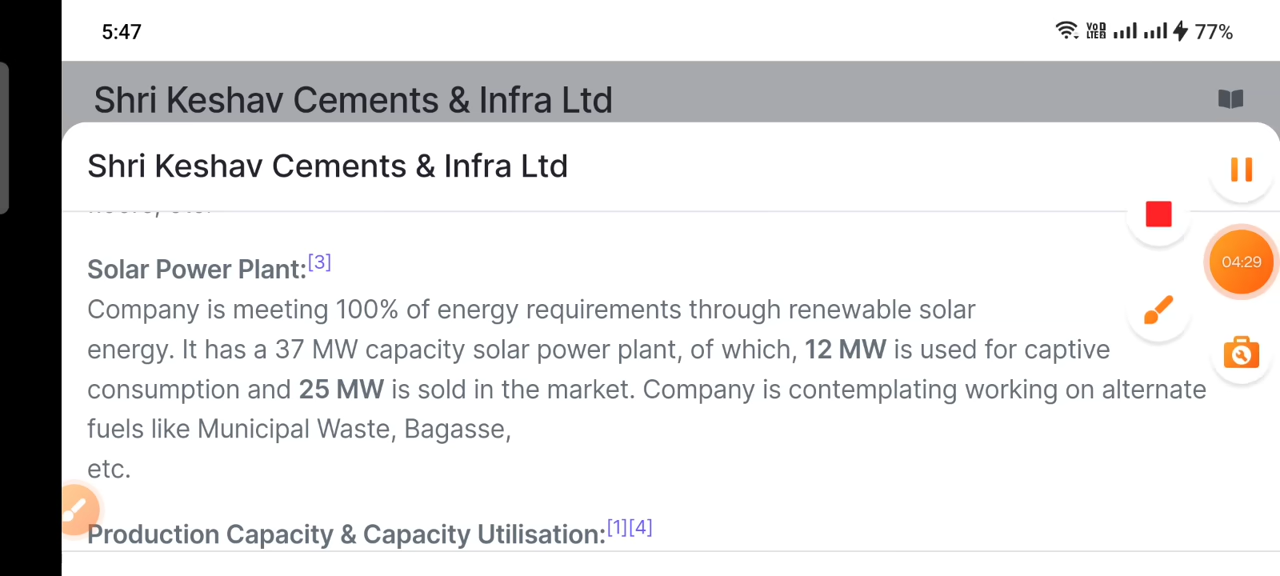 5:47
VoD LTED 77%
Shri Keshav Cements & Infra Ltd
Shri Keshav Cements & Infra Ltd
Solar Power Plant:[3]
04:29
Company is meeting 100% of energy requirements through renewable solar
energy. It has a 37 MW capacity solar power plant, of which, 12 MW is used for captive
consumption and 25 MW is sold in the market. Company is contemplating working on alternate
fuels like Municipal Waste, Bagasse,
etc.
Production Capacity & Capacity Utilisation:[1][4]